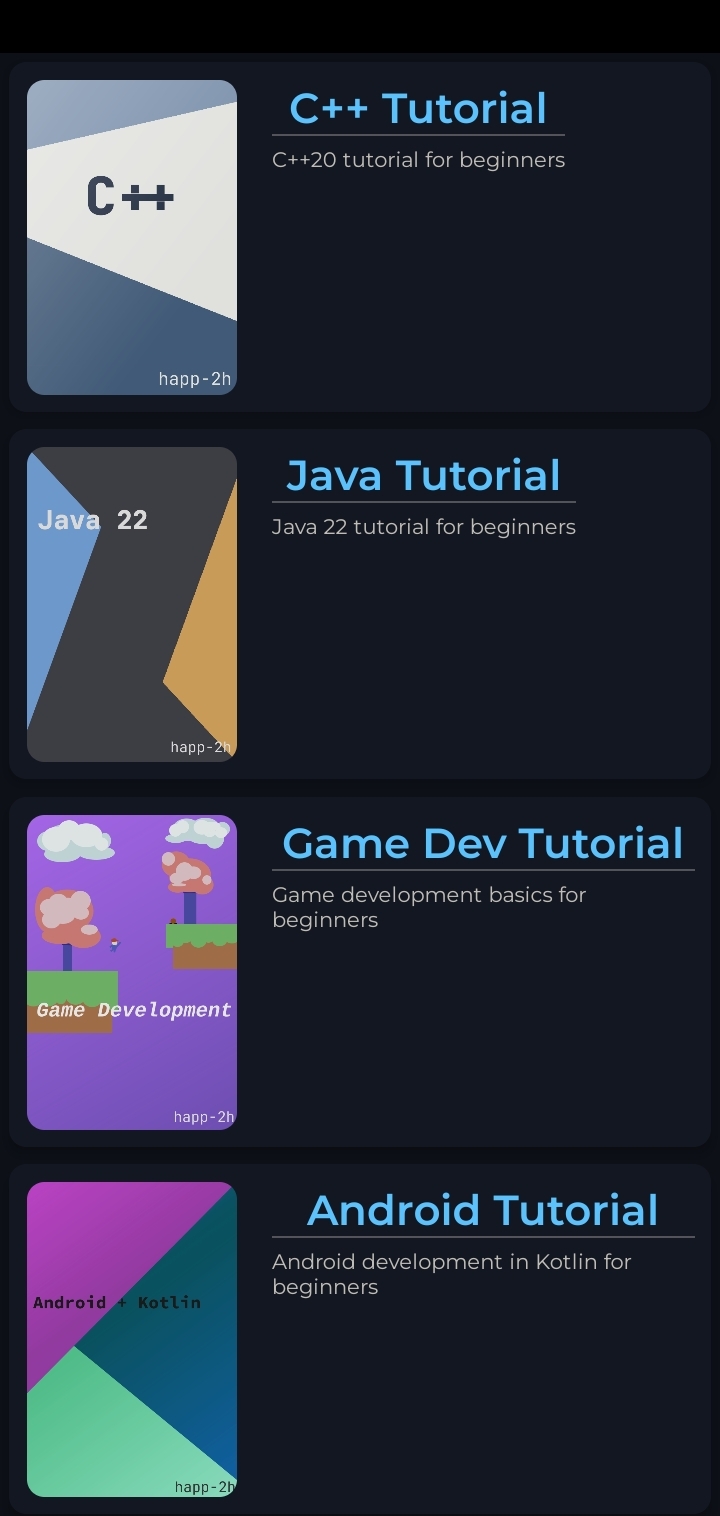 C++ Tutorial
C++20 tutorial for beginners
C++
happ-2h
Java Tutorial
Java 22 tutorial for beginners
Java 22
happ-2h
Game Dev Tutorial
Game development basics for
beginners
Game Development
happ-2h
Android Tutorial
Android development in Kotlin for
beginners
Android + Kotlin
happ-2h